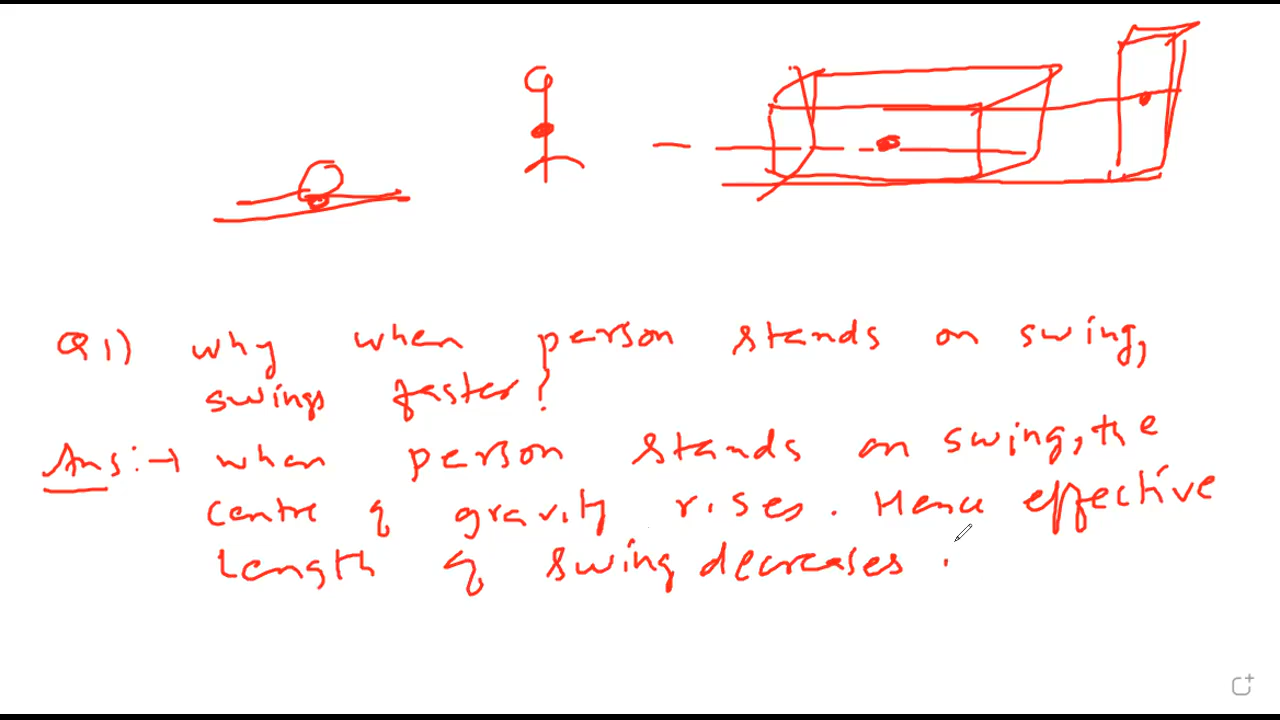 Q1) why when person stands on swing,
swings faster?
Ans:→ when person stands on swing, the
centre of gravity rises. Hence effective
Length of swing decreases.